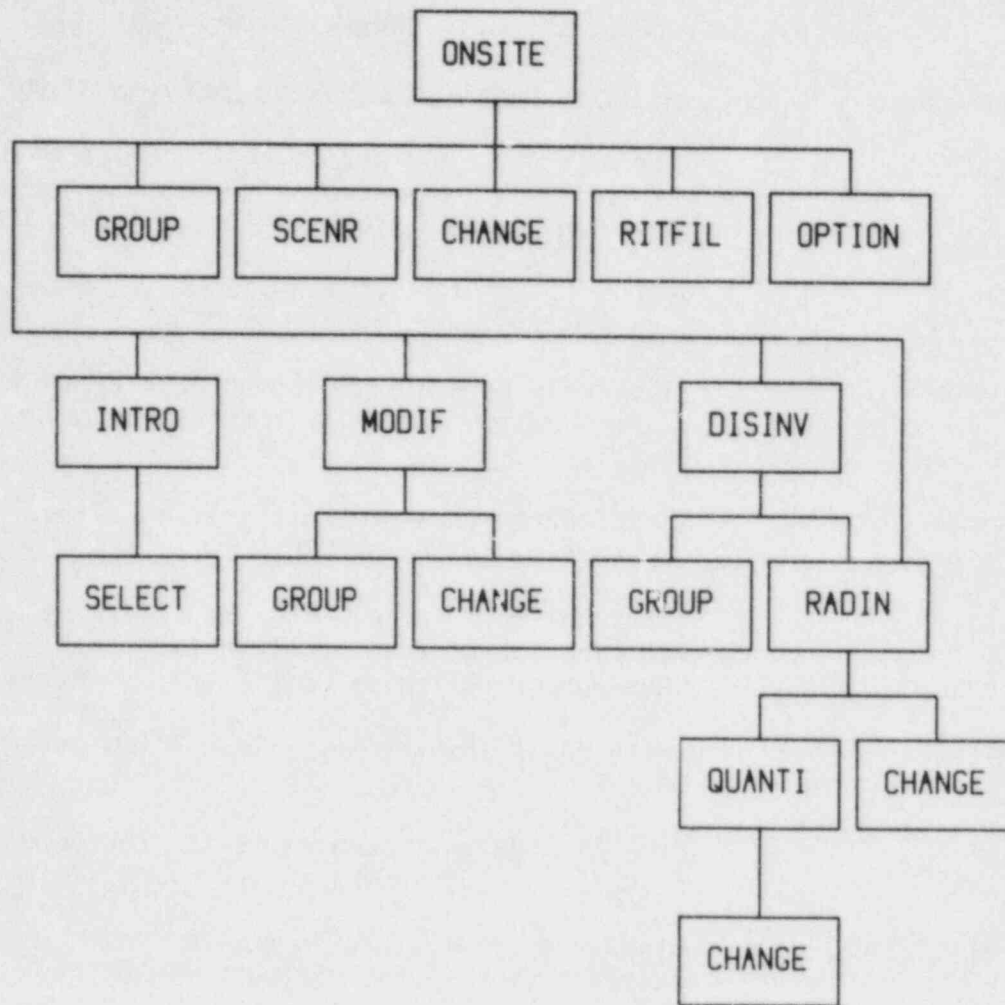 ONSITE
GROUP SCENR CHANGE RITFIL OPTION
INTRO MODIF DISINV
SELECT GROUP CHANGE GROUP RADIN
QUANTI CHANGE
CHANGE